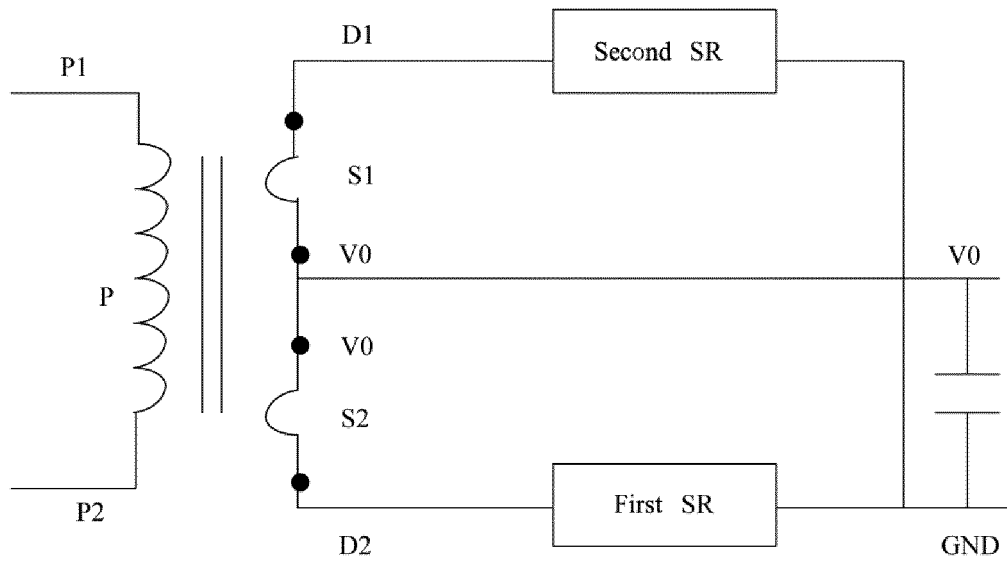 D1
Second SR
P1
S1
V0
V0
P
V0
S2
First SR
P2
D2
GND